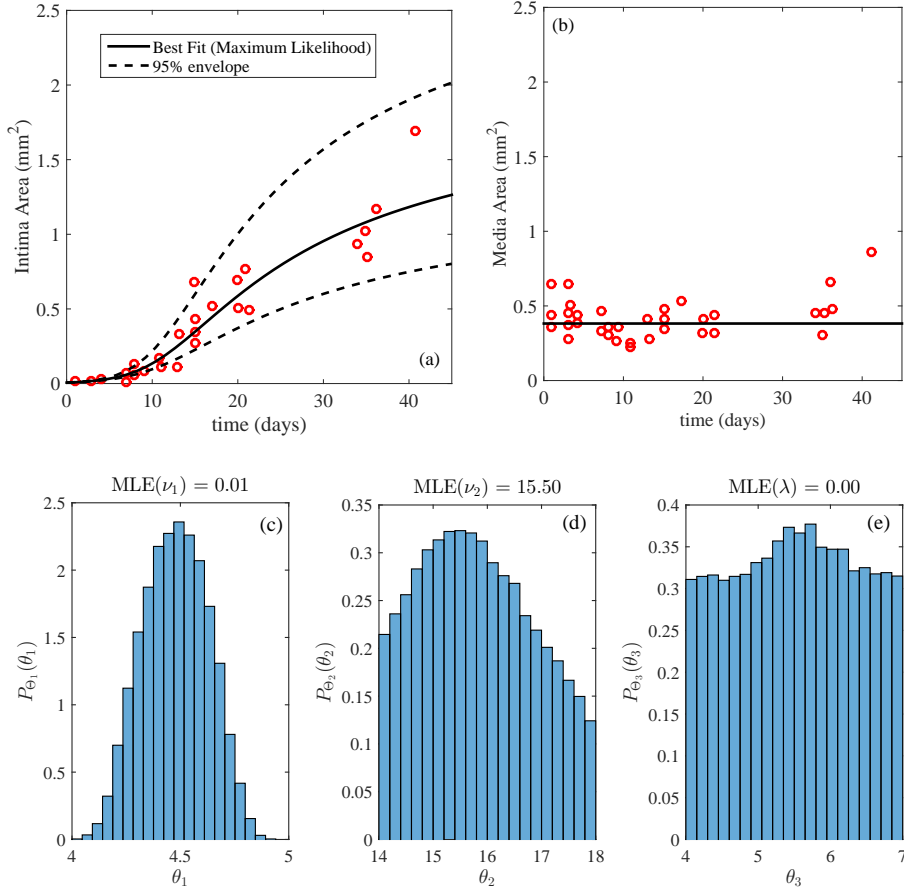 (a)
Best Fit (Maximum Likelihood)
95% envelope
Intima Area (mm²)
0
0.5
1
1.5
2
2.5
0 10 20 30 40
time (days)
(b)
Media Area (mm²)
0
0.5
1
1.5
2
2.5
0 10 20 30 40
time (days)
MLE(ν₁) = 0.01
(c)
P_Θ₁(θ₁)
0
0.5
1
1.5
2
2.5
4 4.5 5
θ₁
MLE(ν₂) = 15.50
(d)
P_Θ₂(θ₂)
0
0.05
0.1
0.15
0.2
0.25
0.3
0.35
14 15 16 17 18
θ₂
MLE(λ) = 0.00
(e)
P_Θ₃(θ₃)
0
0.05
0.1
0.15
0.2
0.25
0.3
0.35
0.4
4 5 6 7
θ₃